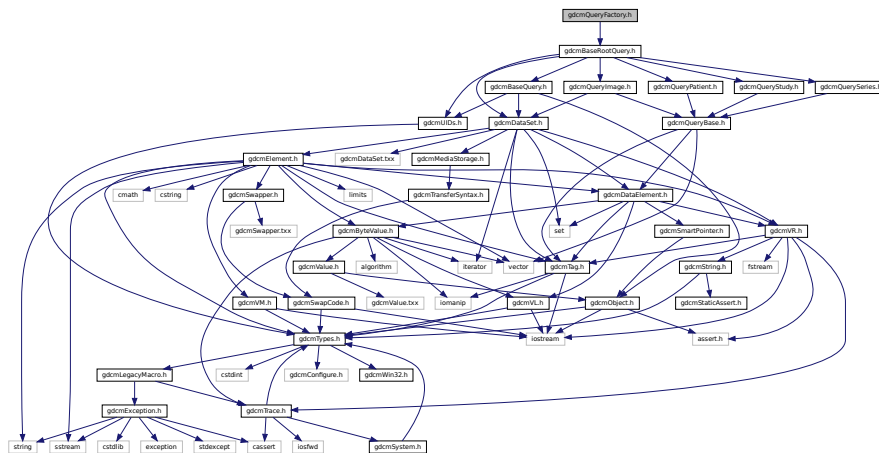 gdcmQueryFactory.h
gdcmBaseRootQuery.h
gdcmBaseQuery.h
gdcmQueryImage.h
gdcmQueryPatient.h
gdcmQueryStudy.h
gdcmQuerySeries.h
gdcmUIDs.h
gdcmDataSet.h
gdcmQueryBase.h
gdcmElement.h
gdcmDataSet.txx
gdcmMediaStorage.h
cmath
cstring
gdcmSwapper.h
limits
gdcmTransferSyntax.h
gdcmDataElement.h
gdcmSwapper.txx
gdcmByteValue.h
set
gdcmSmartPointer.h
gdcmVR.h
gdcmValue.h
algorithm
iterator
vector
gdcmTag.h
gdcmString.h
fstream
gdcmVM.h
gdcmSwapCode.h
gdcmValue.txx
iomanip
gdcmVL.h
gdcmObject.h
gdcmStaticAssert.h
gdcmTypes.h
iostream
assert.h
gdcmLegacyMacro.h
cstdint
gdcmConfigure.h
gdcmWin32.h
gdcmException.h
gdcmTrace.h
string
sstream
cstdlib
exception
stdexcept
cassert
iosfwd
gdcmSystem.h